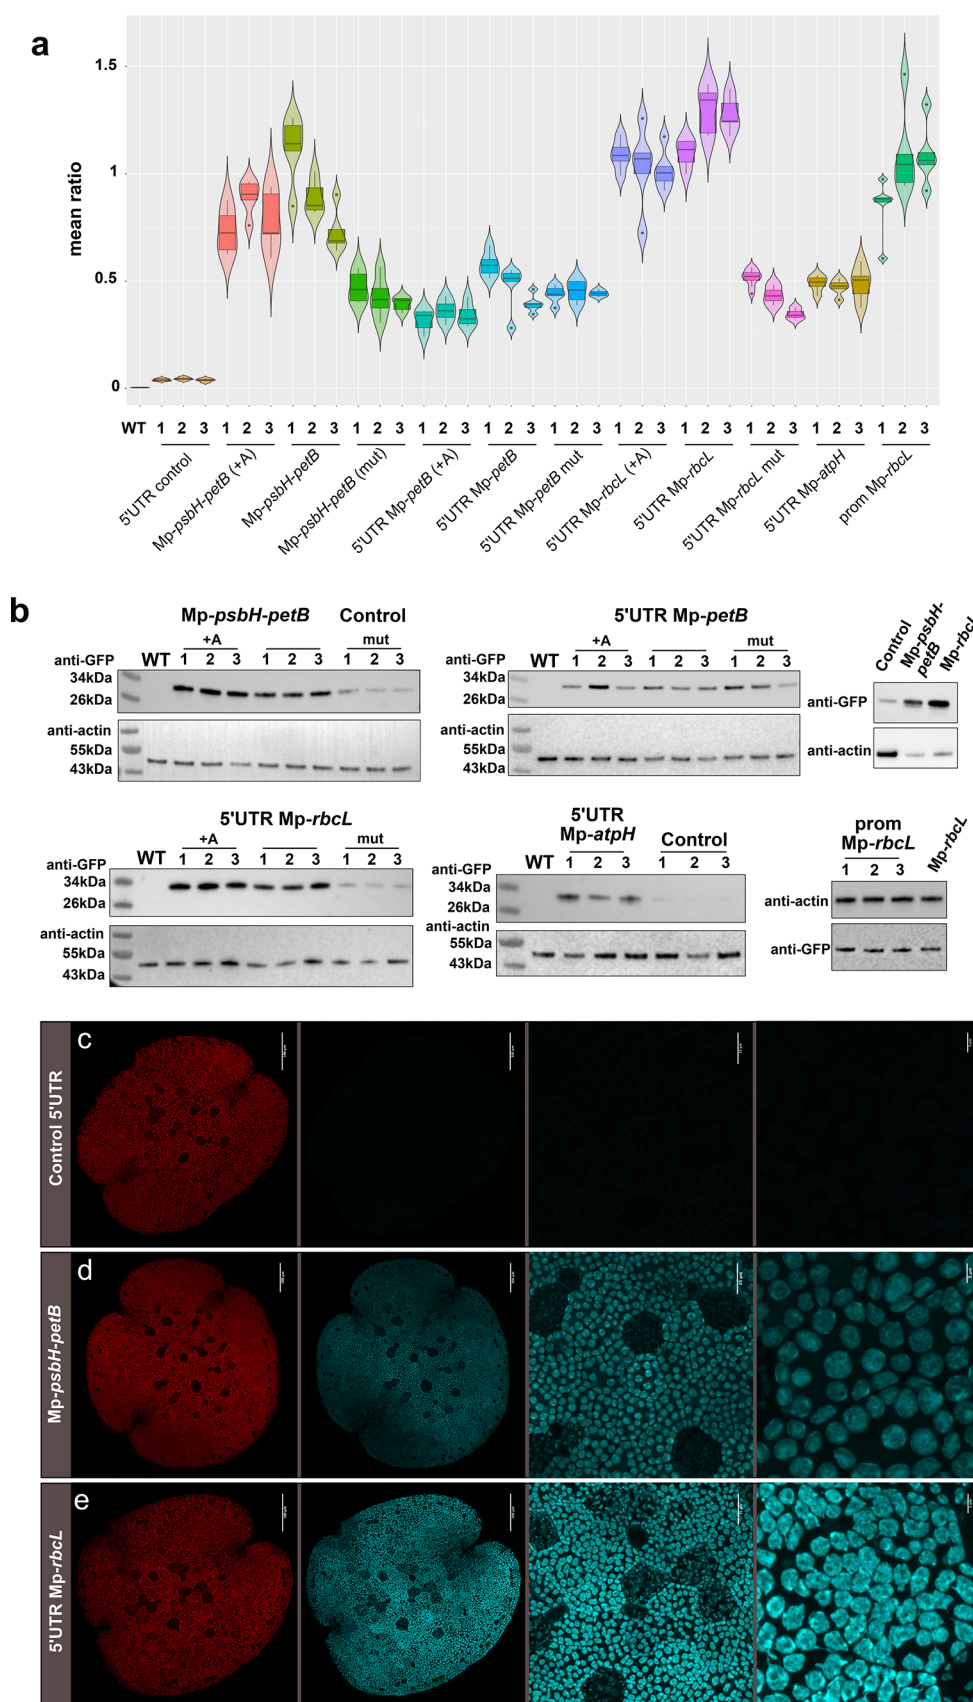 a
mean ratio
1.5
1
0.5
0
WT 1 2 3 1 2 3 1 2 3 1 2 3 1 2 3 1 2 3 1 2 3 1 2 3 1 2 3 1 2 3 1 2 3 1 2 3
5'UTR control
Mp-psbH-petB (+A)
Mp-psbH-petB
Mp-psbH-petB (mut)
5'UTR Mp-petB (+A)
5'UTR Mp-petB
5'UTR Mp-petB mut
5'UTR Mp-rbcL (+A)
5'UTR Mp-rbcL
5'UTR Mp-rbcL mut
5'UTR Mp-atpH
prom Mp-rbcL
b
Mp-psbH-petB Control
+A mut
anti-GFP WT 1 2 3 1 2 3 1 2 3
34kDa
26kDa
anti-actin
55kDa
43kDa
5'UTR Mp-petB
+A mut
anti-GFP WT 1 2 3 1 2 3 1 2 3
34kDa
26kDa
anti-actin
55kDa
43kDa
Control
Mp-psbH-
petB
Mp-rbcL
anti-GFP
anti-actin
5'UTR Mp-rbcL
+A mut
anti-GFP WT 1 2 3 1 2 3 1 2 3
34kDa
26kDa
anti-actin
55kDa
43kDa
5'UTR
Mp-atpH Control
anti-GFP WT 1 2 3 1 2 3
34kDa
26kDa
anti-actin
55kDa
43kDa
prom
Mp-rbcL
Mp-rbcL
1 2 3
anti-actin
anti-GFP
Control 5'UTR
c
Mp-psbH-petB
d
5'UTR Mp-rbcL
e